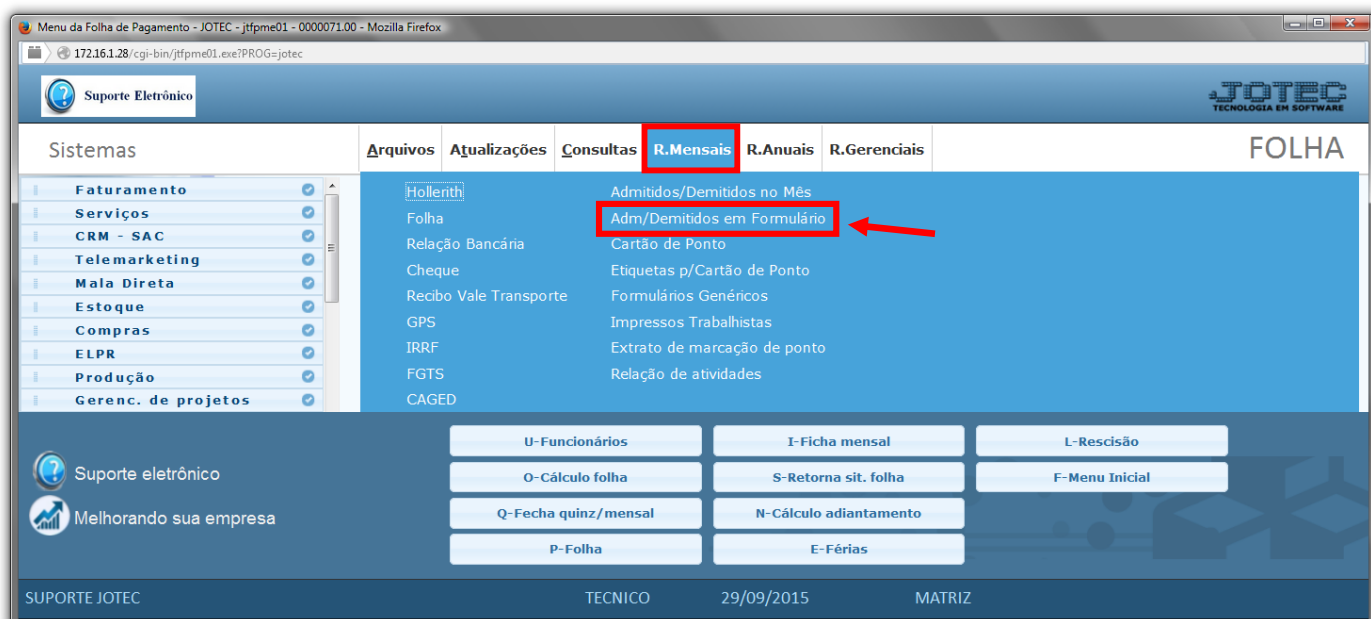 Menu da Folha de Pagamento - JOTEC - jtfpme01 - 0000071.00 - Mozilla Firefox
172.16.1.28/cgi-bin/jtfpme01.exe?PROG=jotec
Suporte Eletrônico
JOTEC
TECNOLOGIA EM SOFTWARE
Sistemas
Arquivos Atualizações Consultas R.Mensais R.Anuais R.Gerenciais
FOLHA
Faturamento
Serviços
CRM - SAC
Telemarketing
Mala Direta
Estoque
Compras
ELPR
Produção
Gerenc. de projetos
Hollerith
Folha
Relação Bancária
Cheque
Recibo Vale Transporte
GPS
IRRF
FGTS
CAGED
Admitidos/Demitidos no Mês
Adm/Demitidos em Formulário
Cartão de Ponto
Etiquetas p/Cartão de Ponto
Formulários Genéricos
Impressos Trabalhistas
Extrato de marcação de ponto
Relação de atividades
Suporte eletrônico
Melhorando sua empresa
U-Funcionários I-Ficha mensal L-Rescisão
O-Cálculo folha S-Retorna sit. folha F-Menu Inicial
Q-Fecha quinz/mensal N-Cálculo adiantamento
P-Folha E-Férias
SUPORTE JOTEC TECNICO 29/09/2015 MATRIZ